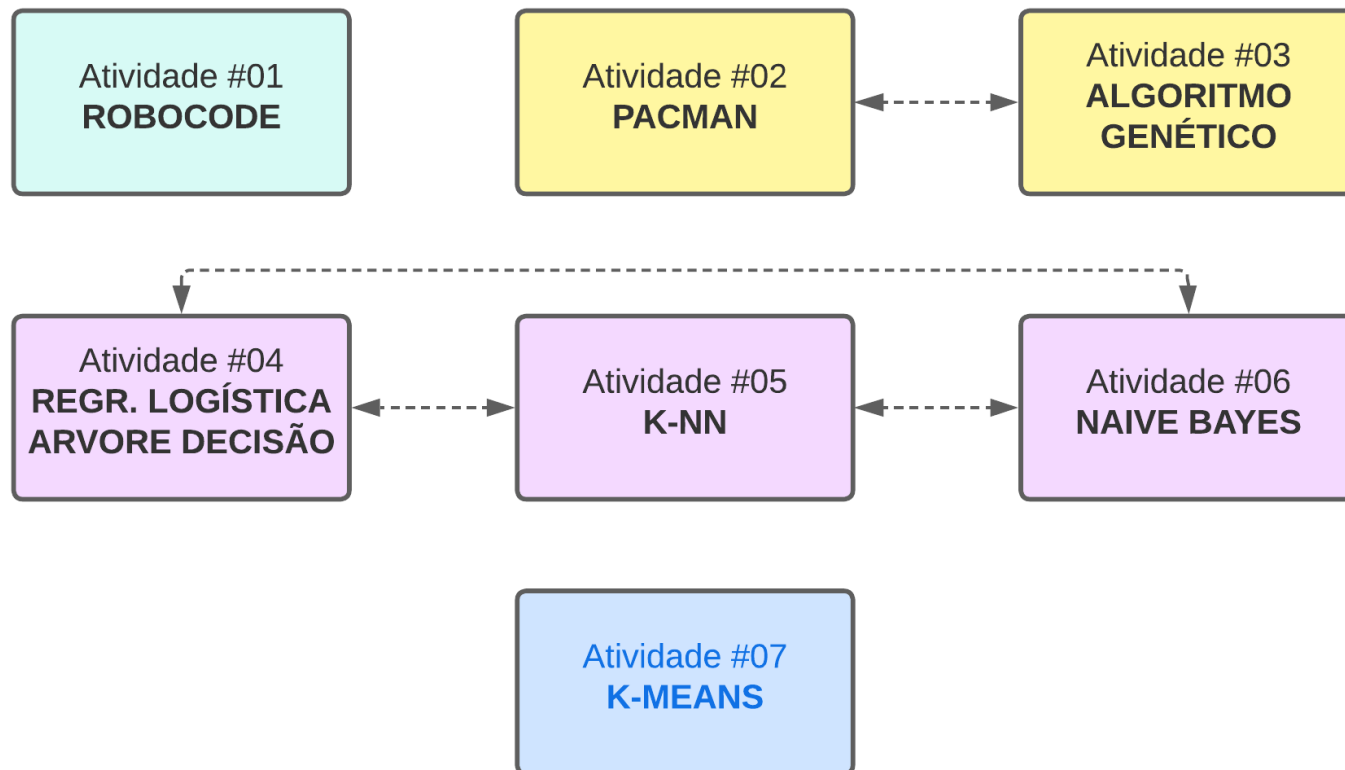 Atividade #01
ROBOCODE
Atividade #02
PACMAN
Atividade #03
ALGORITMO
GENÉTICO
Atividade #04
REGR. LOGÍSTICA
ARVORE DECISÃO
Atividade #05
K-NN
Atividade #06
NAIVE BAYES
Atividade #07
K-MEANS